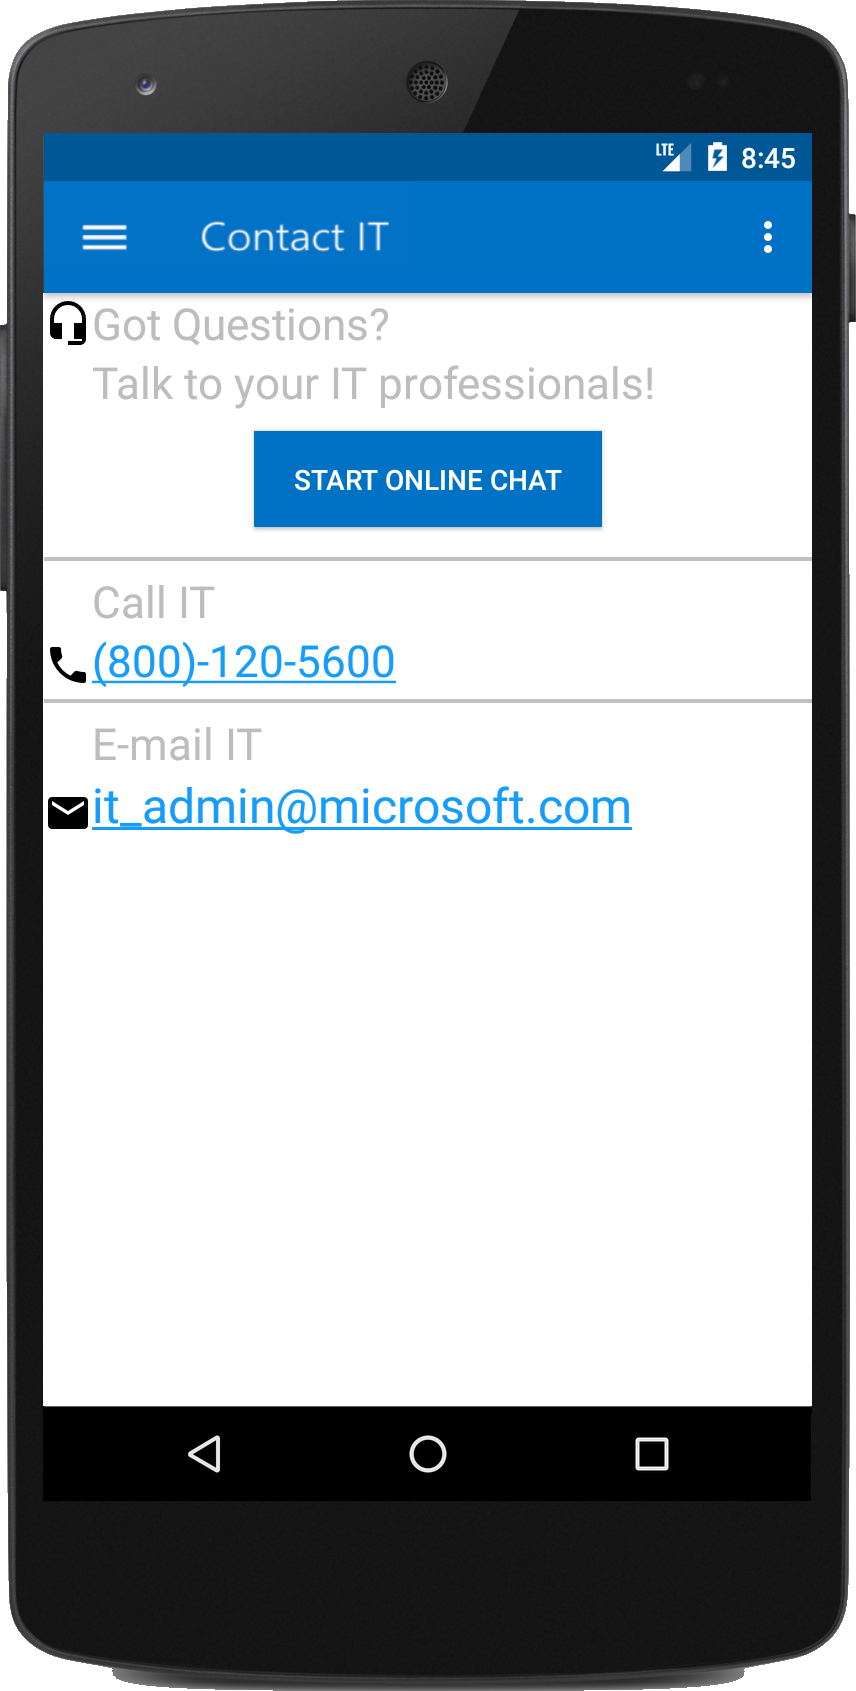 LTE 8:45
Contact IT
Got Questions?
Talk to your IT professionals!
START ONLINE CHAT
Call IT
(800)-120-5600
E-mail IT
it_admin@microsoft.com